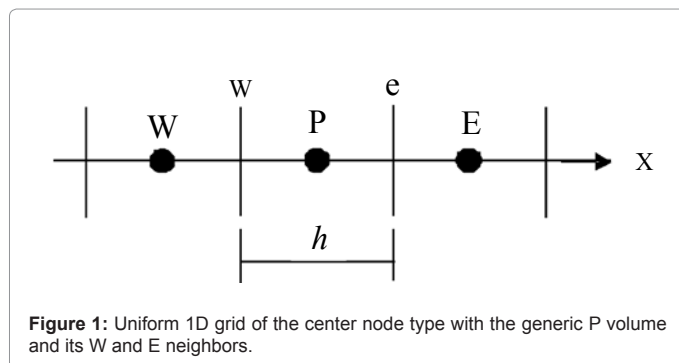 w
e
W
P
E
X
h
Figure 1: Uniform 1D grid of the center node type with the generic P volume
and its W and E neighbors.